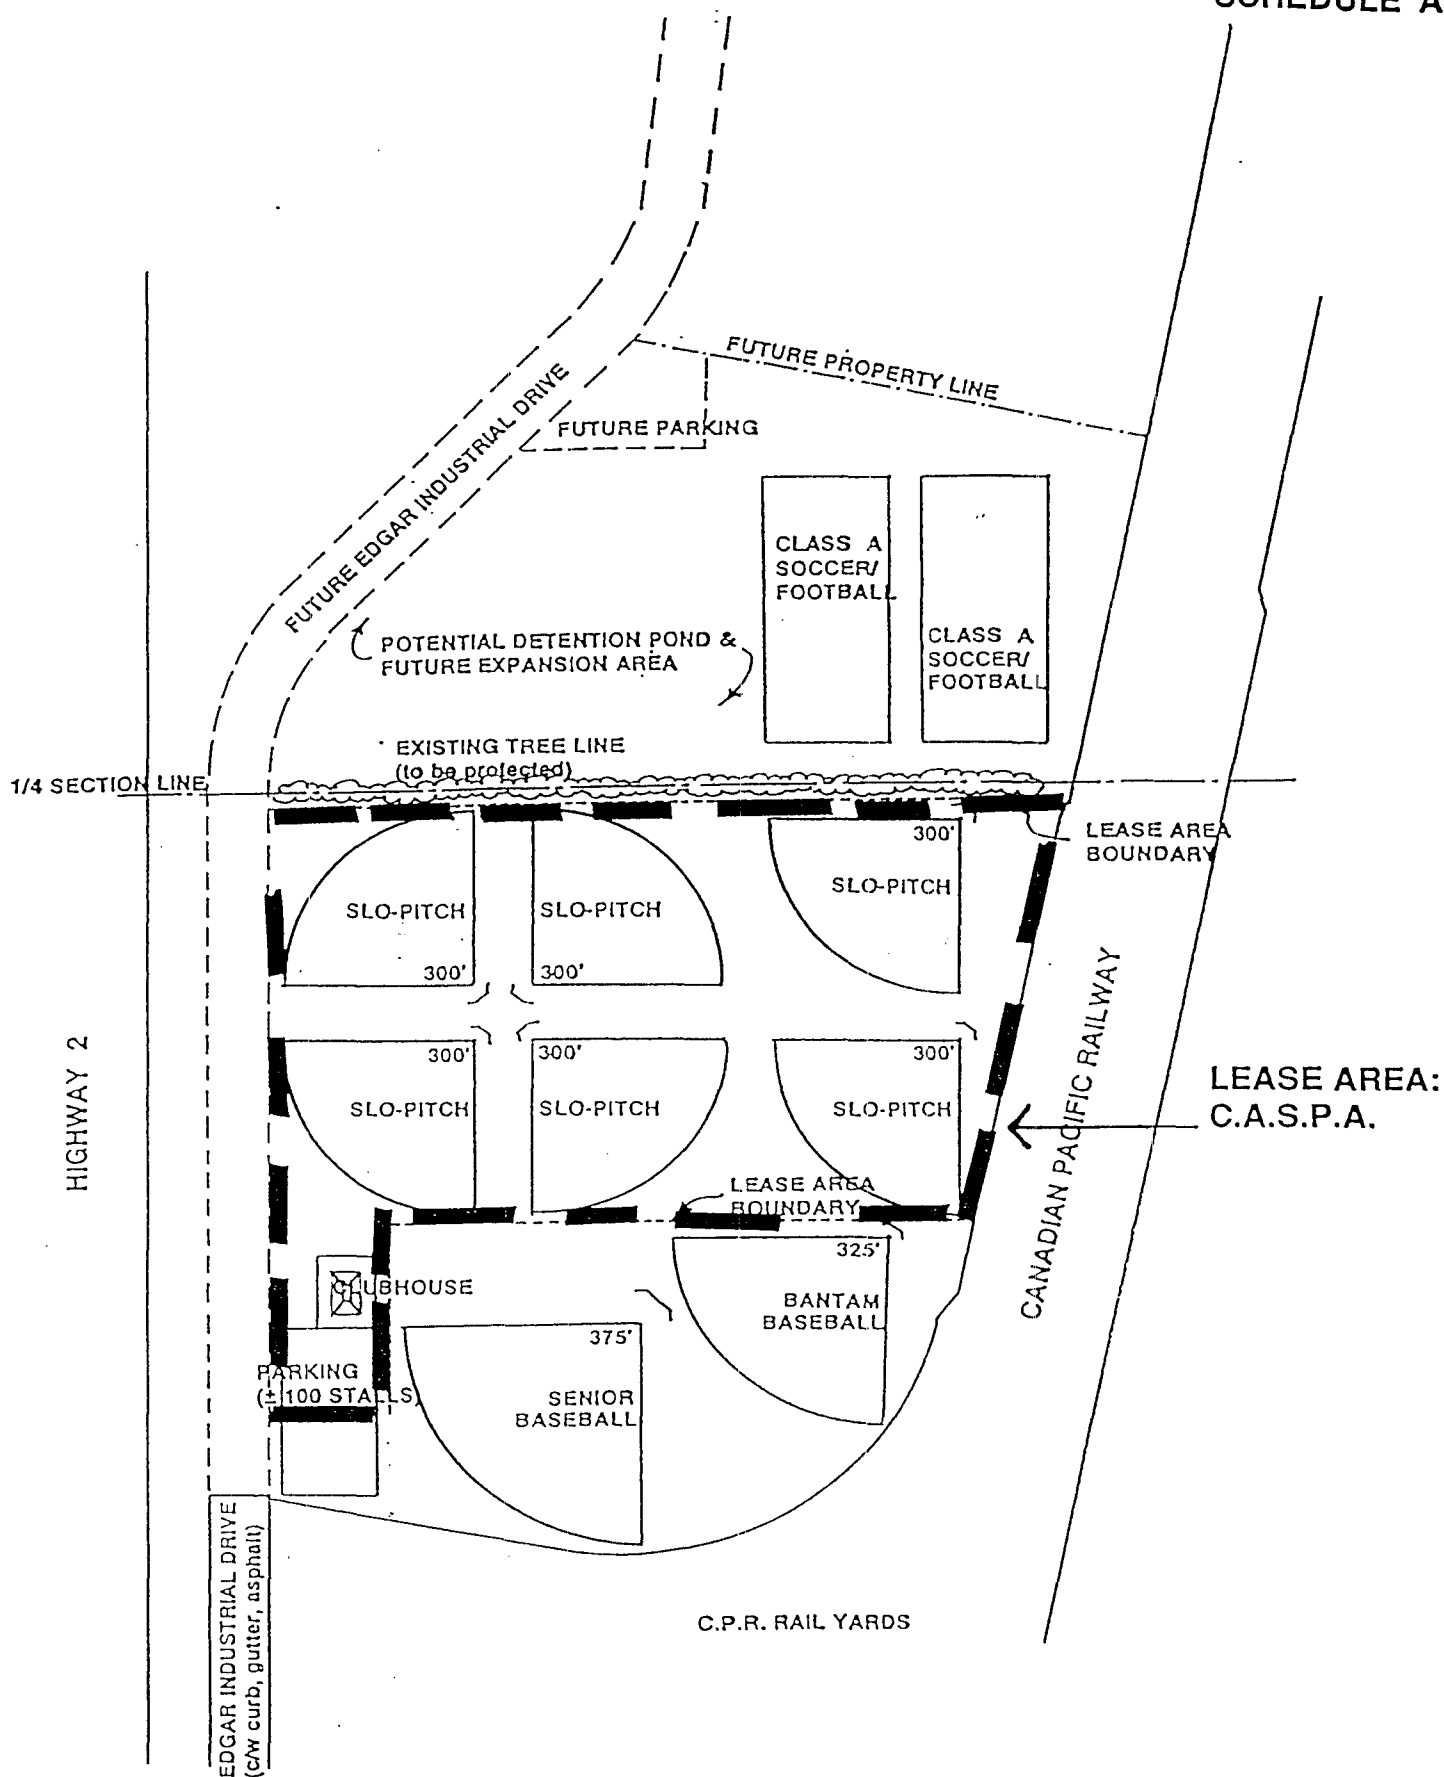 SCHEDULE A
FUTURE PROPERTY LINE
FUTURE EDGAR INDUSTRIAL DRIVE
FUTURE PARKING
CLASS A
SOCCER/
FOOTBALL
CLASS A
SOCCER/
FOOTBALL
POTENTIAL DETENTION POND &
FUTURE EXPANSION AREA
EXISTING TREE LINE
(to be protected)
1/4 SECTION LINE
300'
LEASE AREA
BOUNDARY
SLO-PITCH
SLO-PITCH
SLO-PITCH
300'
300'
HIGHWAY 2
CANADIAN PACIFIC RAILWAY
300'
300'
300'
SLO-PITCH
SLO-PITCH
SLO-PITCH
LEASE AREA:
C.A.S.P.A.
LEASE AREA
BOUNDARY
325'
CLUBHOUSE
BANTAM
BASEBALL
375'
PARKING
(± 100 STALLS)
SENIOR
BASEBALL
EDGAR INDUSTRIAL DRIVE
(c/w curb, gutter, asphalt)
C.P.R. RAIL YARDS